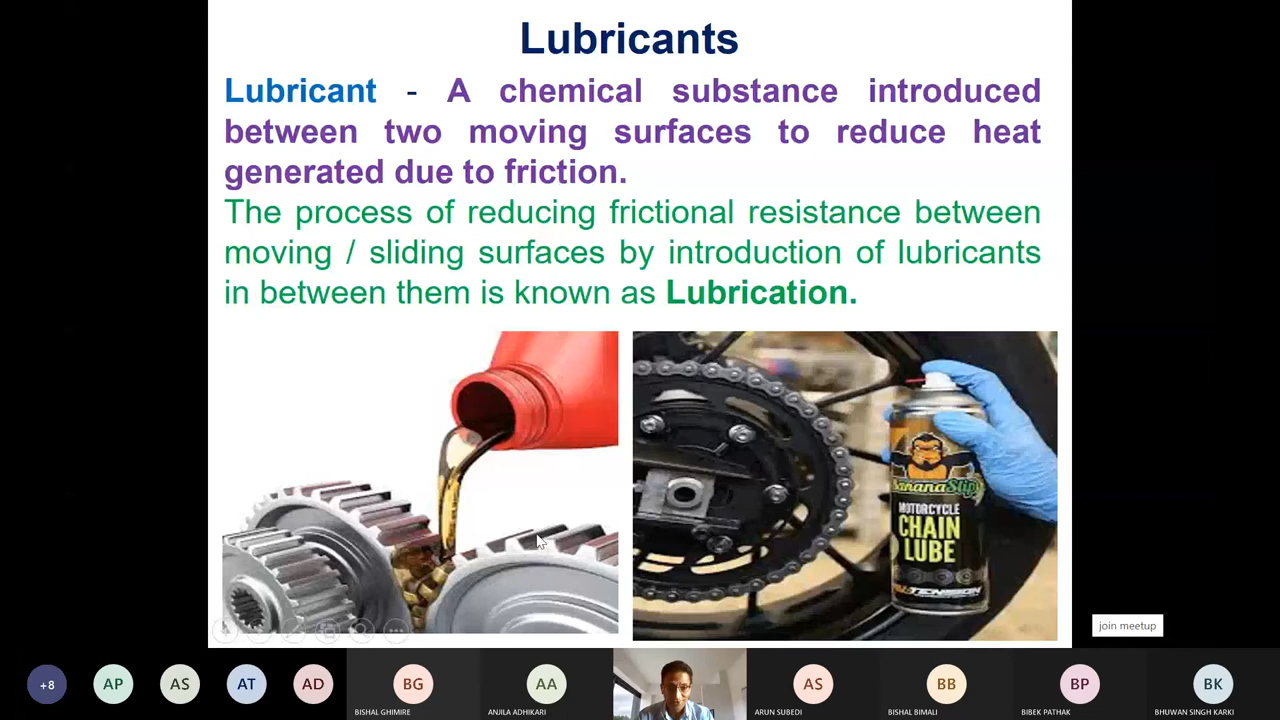 Lubricants
Lubricant - A chemical substance introduced
between two moving surfaces to reduce heat
generated due to friction.
The process of reducing frictional resistance between
moving / sliding surfaces by introduction of lubricants
in between them is known as Lubrication.
BananaSlip
MOTORCYCLE
CHAIN
LUBE
join meetup
+8
AP
AS
AT
AD
BG
AA
AS
BB
BP
BK
BISHAL GHIMIRE
ANJILA ADHIKARI
ARUN SUBEDI
BISHAL BIMALI
BIBEK PATHAK
BHUWAN SINGH KARKI